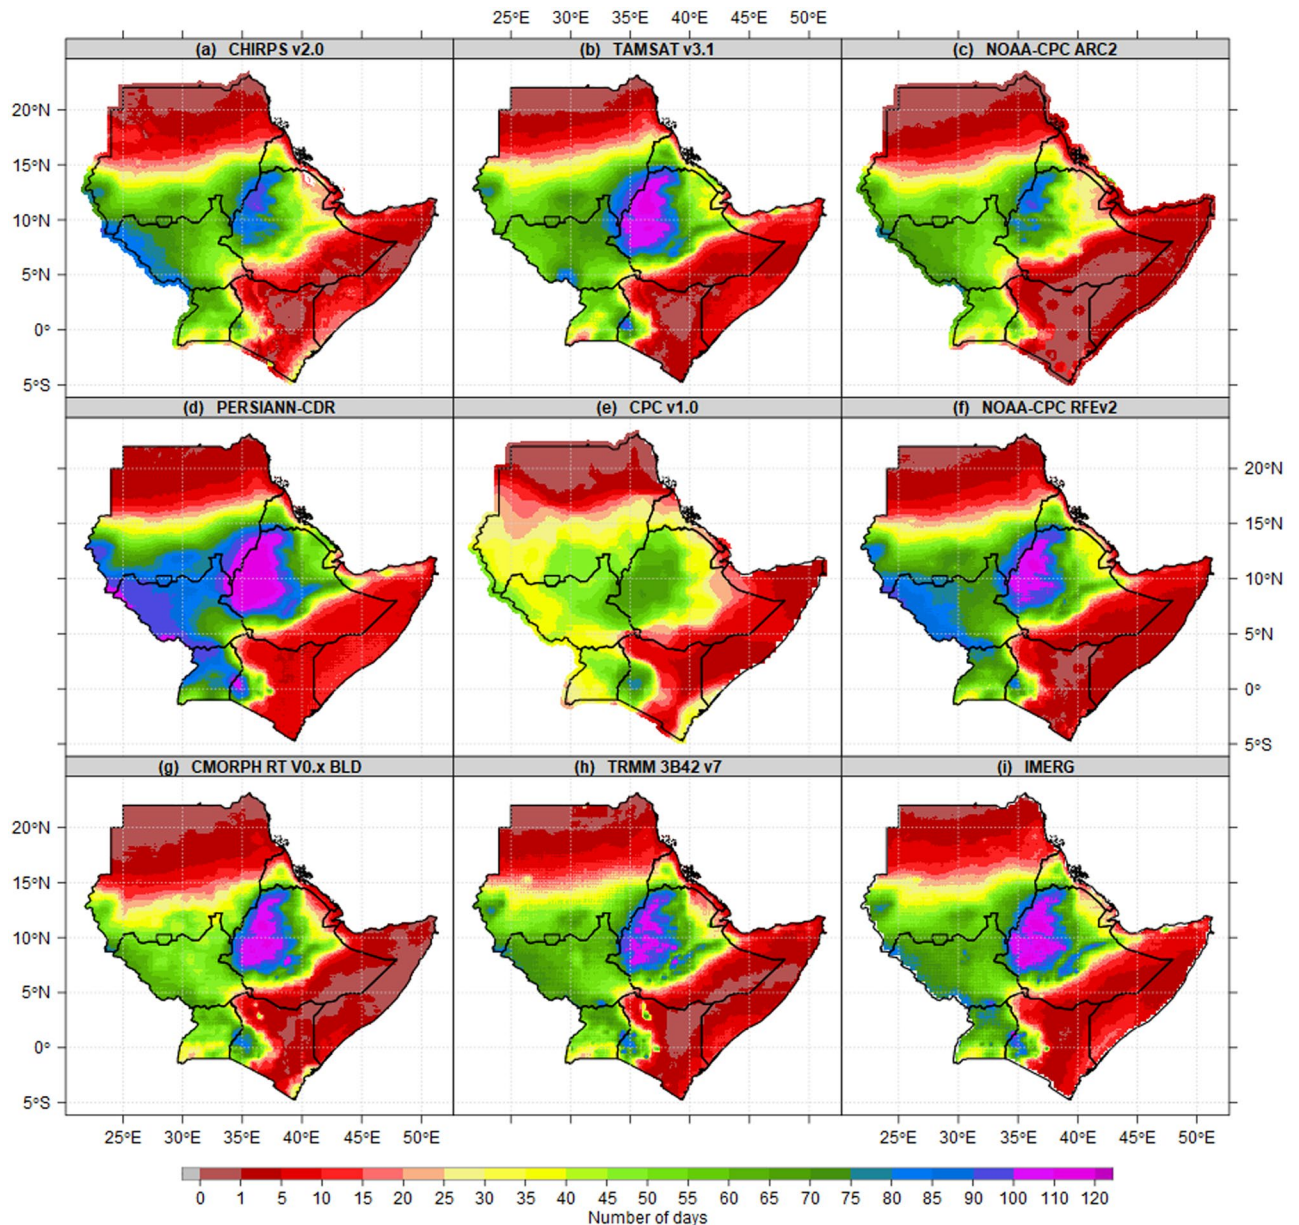 25°E 30°E 35°E 40°E 45°E 50°E
(a) CHIRPS v2.0 (b) TAMSAT v3.1 (c) NOAA-CPC ARC2
20°N
15°N
10°N
5°N
0°
5°S
(d) PERSIANN-CDR (e) CPC v1.0 (f) NOAA-CPC RFEv2
20°N
15°N
10°N
5°N
0°
5°S
(g) CMORPH RT V0.x BLD (h) TRMM 3B42 v7 (i) IMERG
20°N
15°N
10°N
5°N
0°
5°S
25°E 30°E 35°E 40°E 45°E 25°E 30°E 35°E 40°E 45°E 50°E
0 1 5 10 15 20 25 30 35 40 45 55 60 65 70 75 80 85 90 100 110 120
Number of days